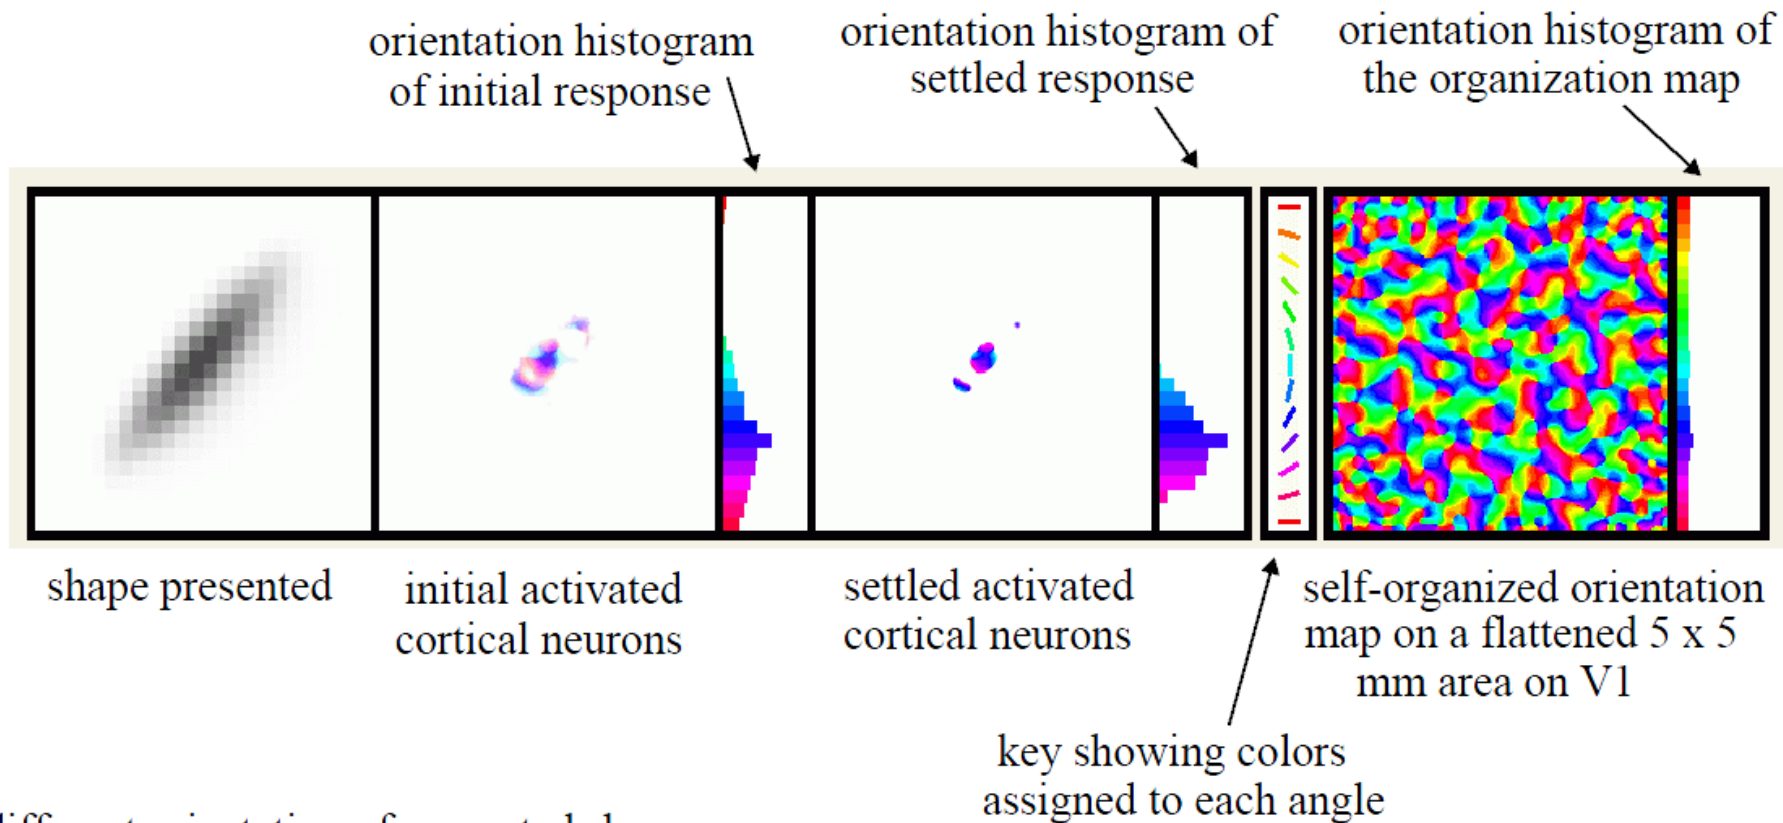 orientation histogram
of initial response
orientation histogram of
settled response
orientation histogram of
the organization map
shape presented
initial activated
cortical neurons
settled activated
cortical neurons
self-organized orientation
map on a flattened 5 x 5
mm area on V1
key showing colors
assigned to each angle